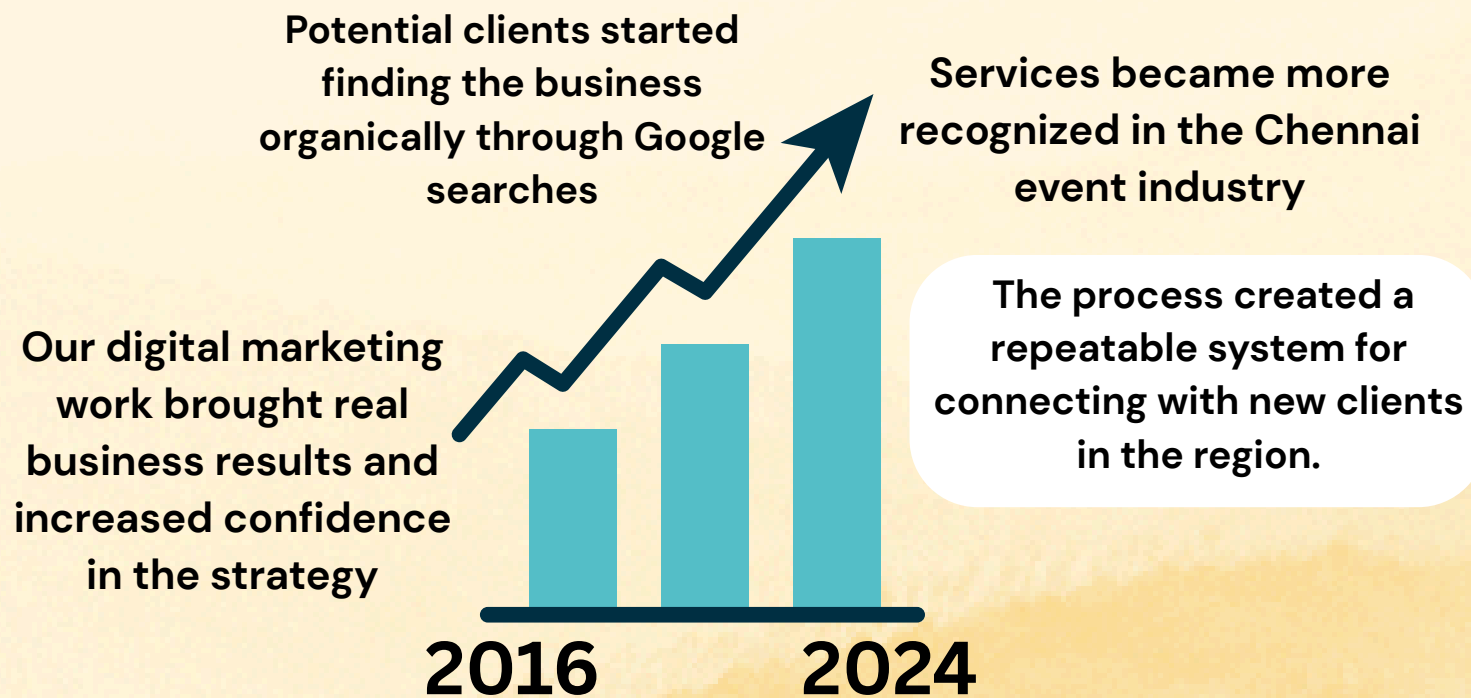 Potential clients started
finding the business
organically through Google
searches
Services became more
recognized in the Chennai
event industry
The process created a
repeatable system for
connecting with new clients
in the region.
Our digital marketing
work brought real
business results and
increased confidence
in the strategy
2016
2024